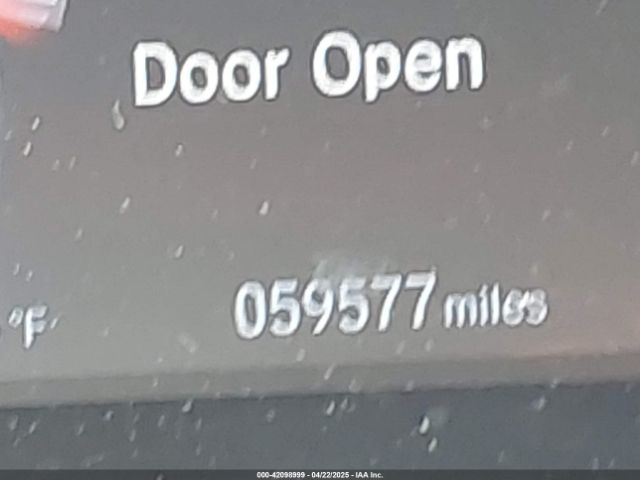 Door Open
°F
059577 miles
000-42098999 - 04/22/2025 - IAA Inc.